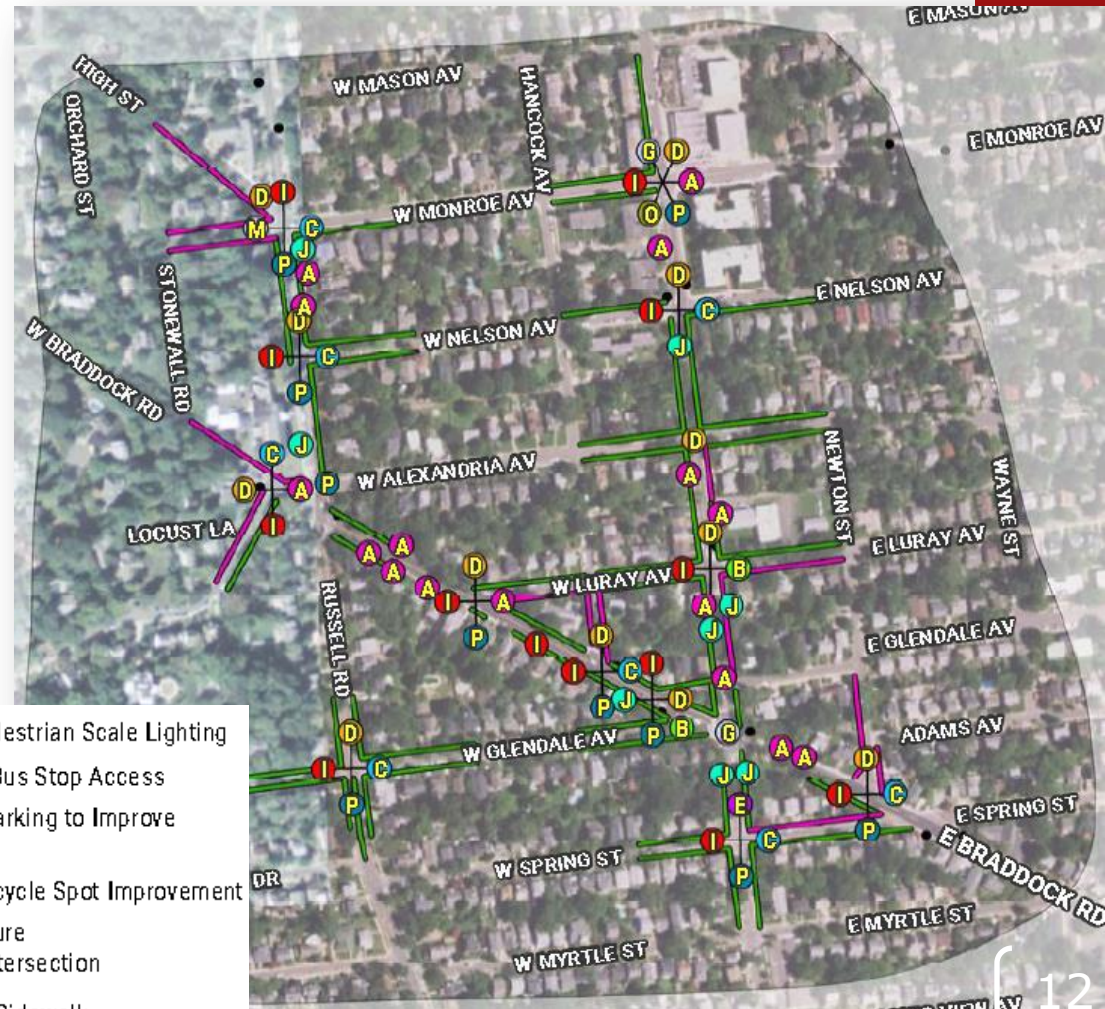 E MASON AV
W MASON AV
HIGH ST
ORCHARD ST
HANCOCK AV
E MONROE AV
G D
I A
O P
A
D
W MONROE AV
D I
M C
J
P A
A
D
I C
P
STONEWALL RD
E NELSON AV
I C
J
W NELSON AV
W BRADDOCK RD
C J
D A P
I
W ALEXANDRIA AV
D
A
A
D
NEWTON ST
WAYNE ST
LOCUST LA
E LURAY AV
I B
A J
J
W LURAY AV
A A
A
A
D
I A
P
RUSSELL RD
E GLENDALE AV
I
I
D
C I
P J D
P B
A
G
W GLENDALE AV
D
I C
P
ADAMS AV
A A
D
I C
P
E SPRING ST
J J
E
I C
P
W SPRING ST
E BRADDOCK RD
E MYRTLE ST
W MYRTLE ST
DR
destrian Scale Lighting
Bus Stop Access
arking to Improve
cycle Spot Improvement
ure
tersection
12